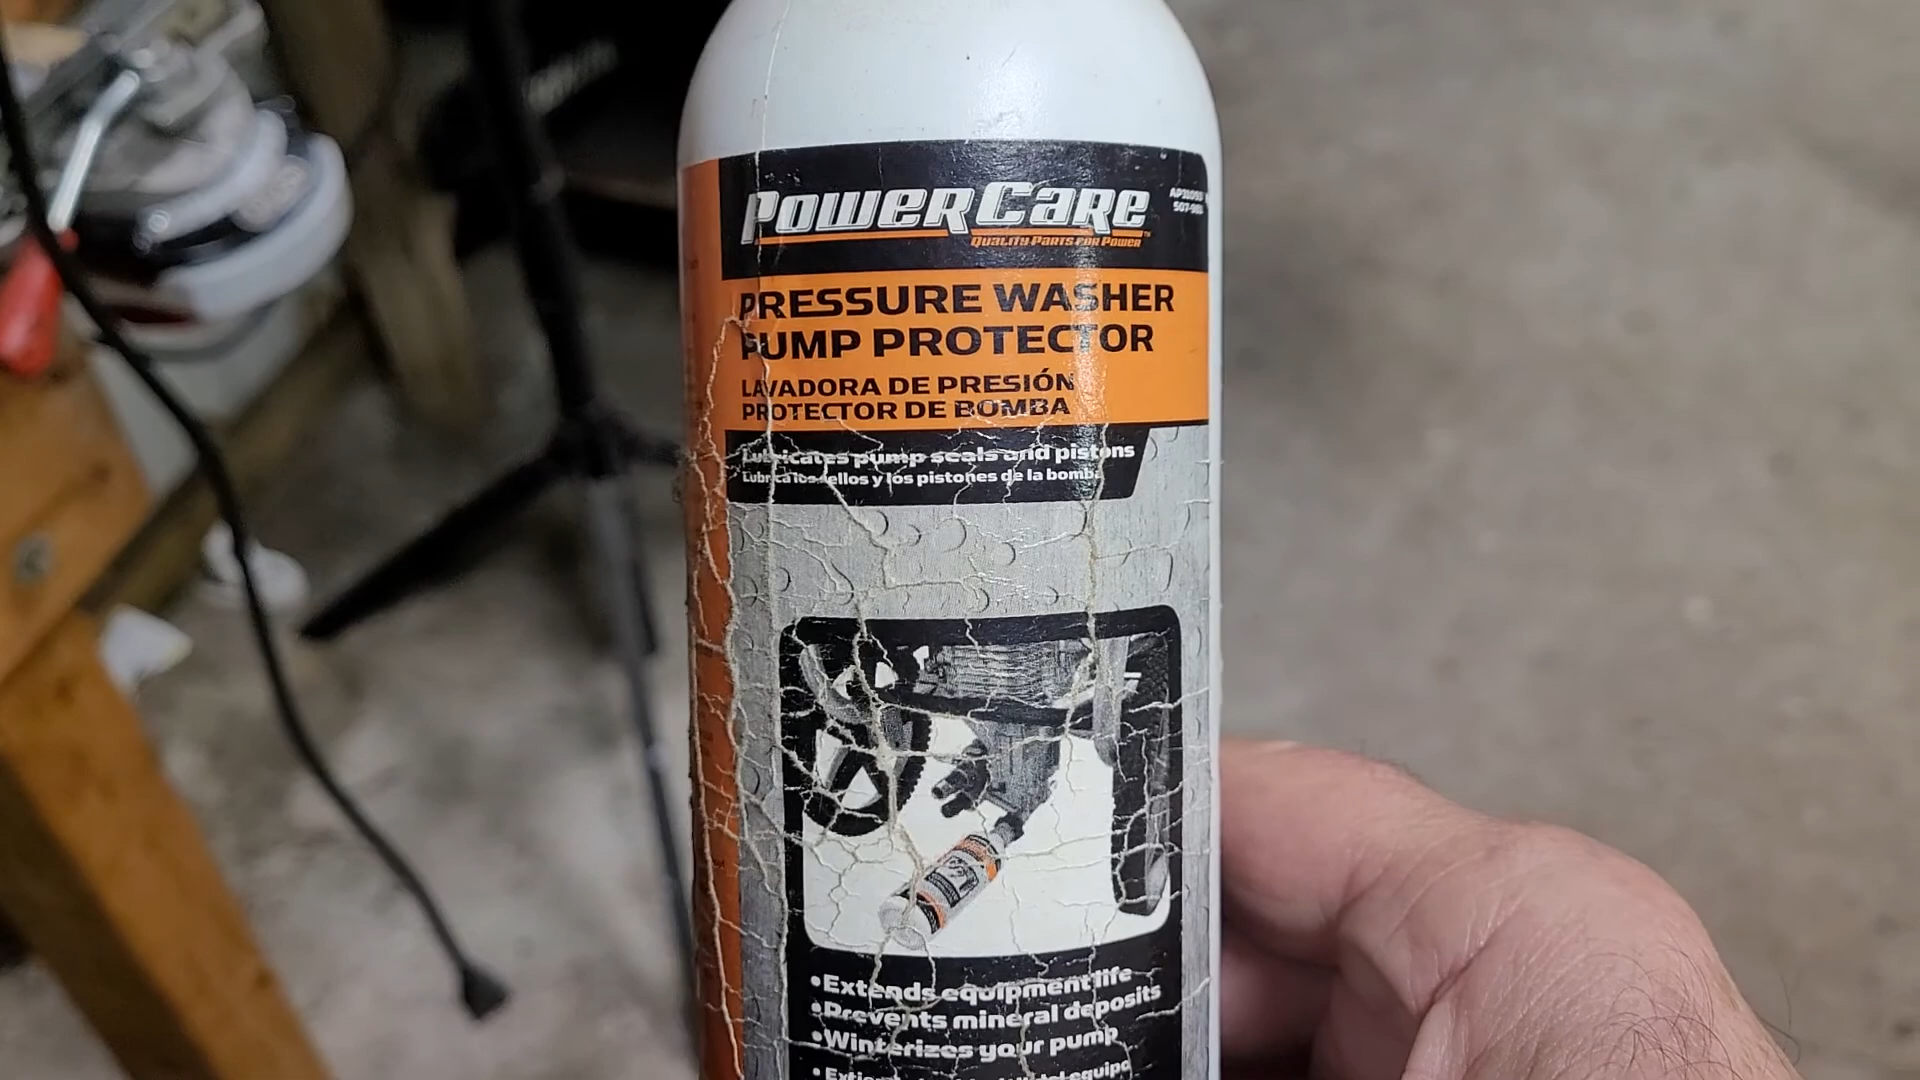 PowerCare
Quality Parts for Power
PRESSURE WASHER
PUMP PROTECTOR
LAVADORA DE PRESIÓN
PROTECTOR DE BOMBA
Lubricates pump seals and pistons
Lubrica los sellos y los pistones de la bomba
•Extends equipment life
•Prevents mineral deposits
•Winterizes your pump